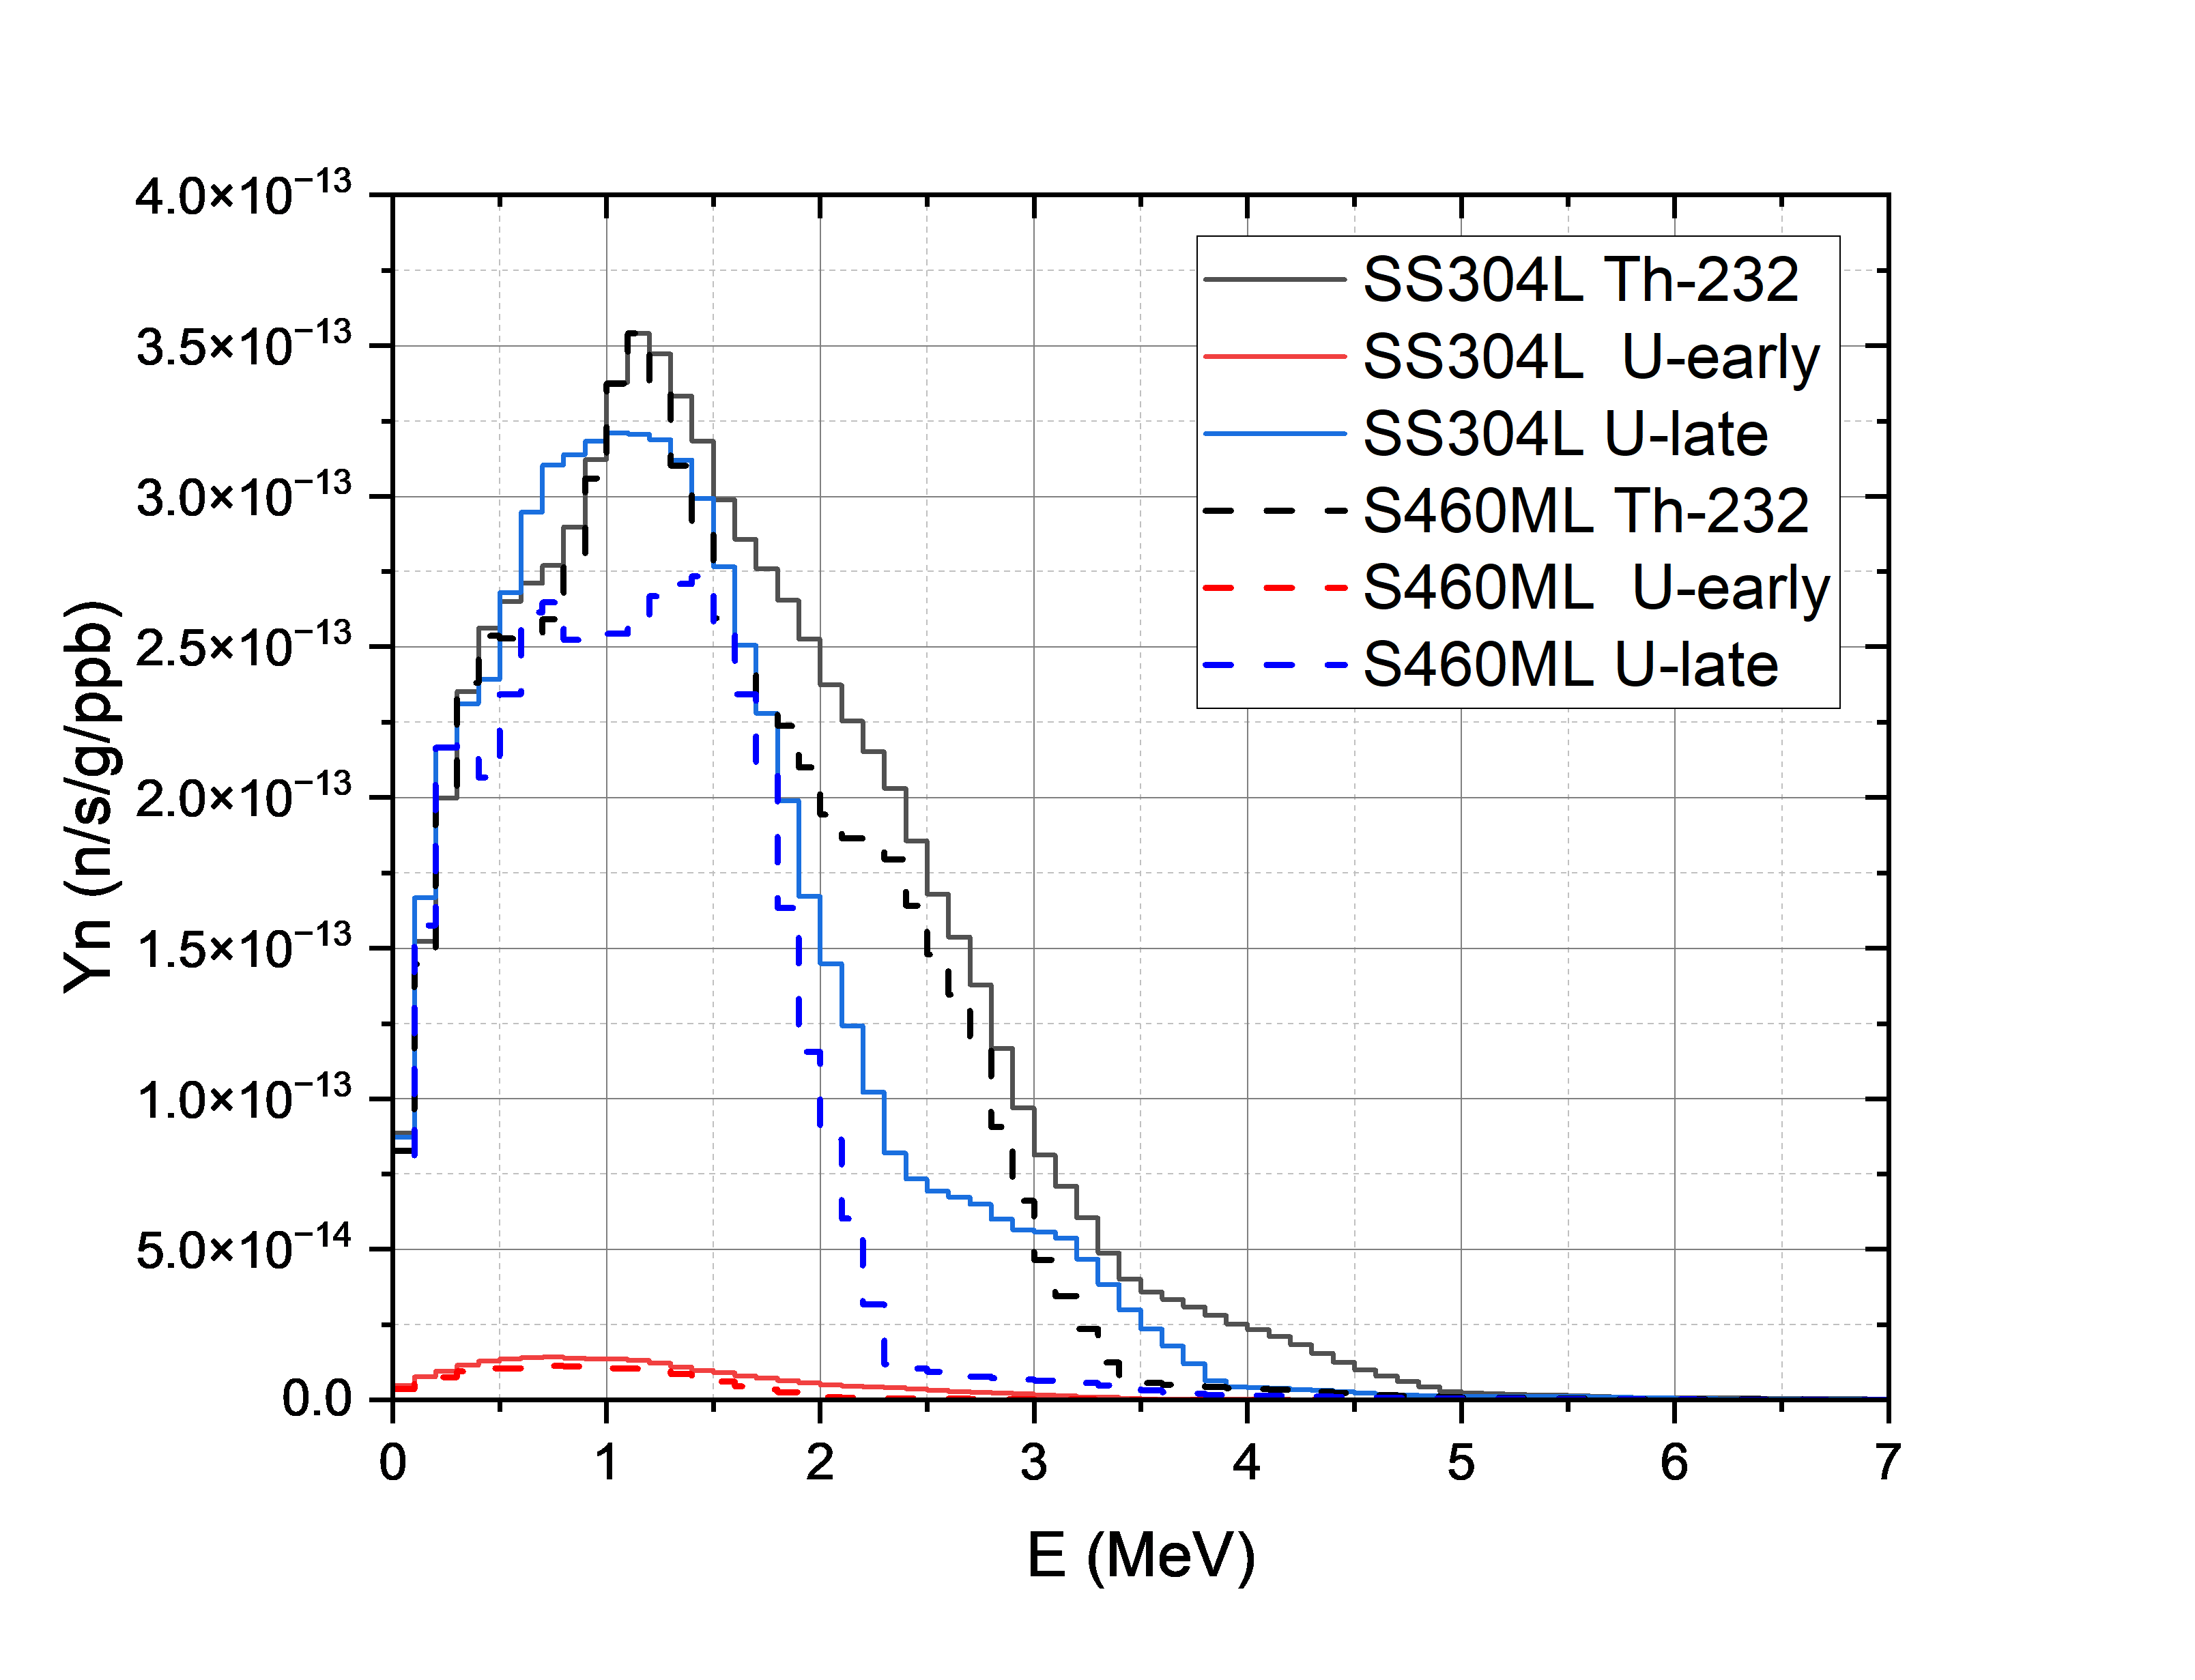 4.0×10⁻¹³
3.5×10⁻¹³
3.0×10⁻¹³
2.5×10⁻¹³
2.0×10⁻¹³
1.5×10⁻¹³
1.0×10⁻¹³
5.0×10⁻¹⁴
0.0
Yn (n/s/g/ppb)
SS304L Th-232
SS304L  U-early
SS304L U-late
S460ML Th-232
S460ML  U-early
S460ML U-late
0 1 2 3 4 5 6 7
E (MeV)